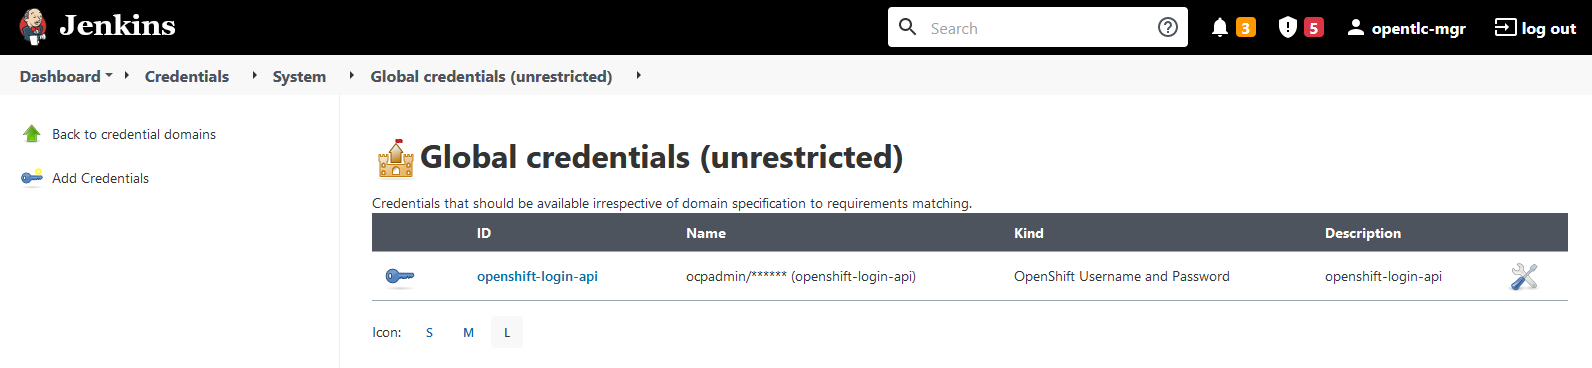 Jenkins
Search
3
5
opentlc-mgr
log out
Dashboard
Credentials
System
Global credentials (unrestricted)
Back to credential domains
Add Credentials
Global credentials (unrestricted)
Credentials that should be available irrespective of domain specification to requirements matching.
ID Name Kind Description
openshift-login-api ocpadmin/****** (openshift-login-api) OpenShift Username and Password openshift-login-api
Icon: S M L